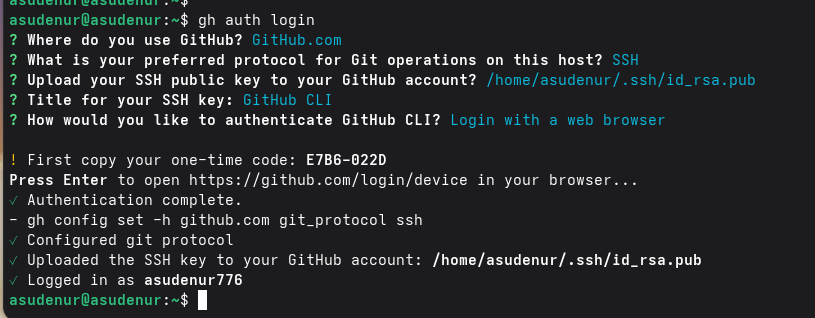 asudenur@asudenur:~$
asudenur@asudenur:~$ gh auth login
? Where do you use GitHub? GitHub.com
? What is your preferred protocol for Git operations on this host? SSH
? Upload your SSH public key to your GitHub account? /home/asudenur/.ssh/id_rsa.pub
? Title for your SSH key: GitHub CLI
? How would you like to authenticate GitHub CLI? Login with a web browser
! First copy your one-time code: E7B6-022D
Press Enter to open https://github.com/login/device in your browser...
✓ Authentication complete.
- gh config set -h github.com git_protocol ssh
✓ Configured git protocol
✓ Uploaded the SSH key to your GitHub account: /home/asudenur/.ssh/id_rsa.pub
✓ Logged in as asudenur776
asudenur@asudenur:~$